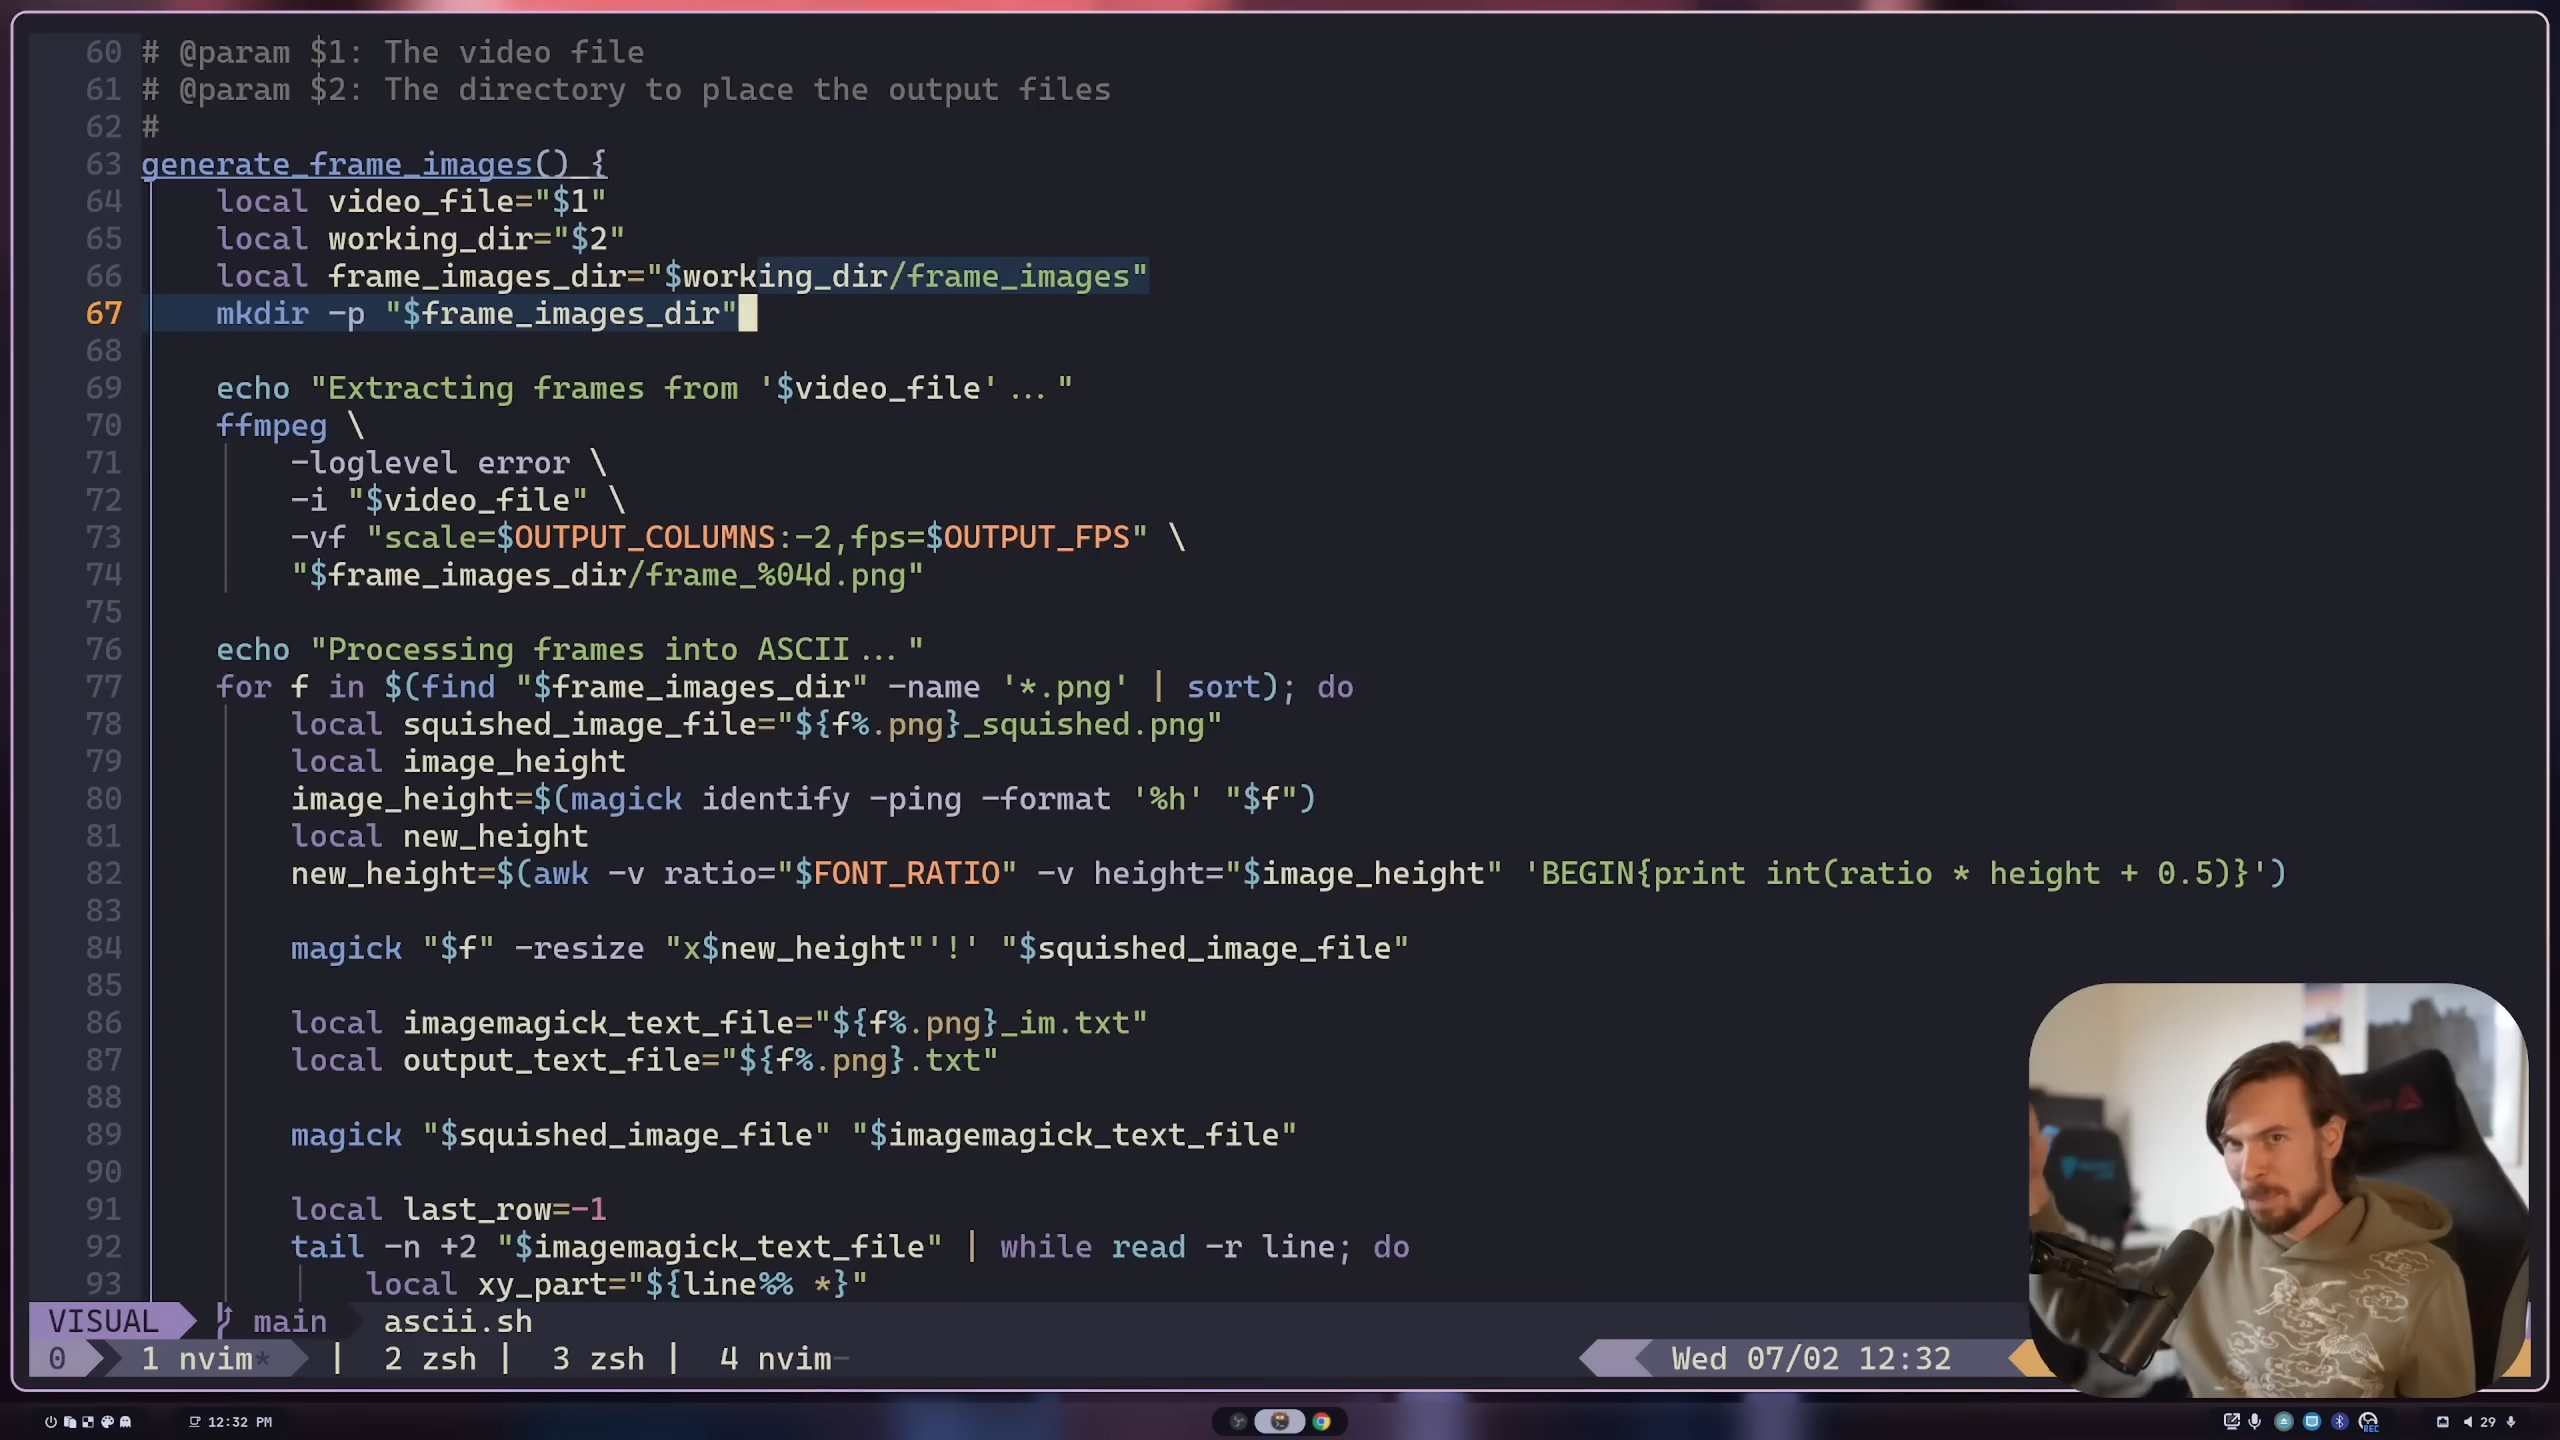 60 # @param $1: The video file
61 # @param $2: The directory to place the output files
62 #
63 generate_frame_images() {
64     local video_file="$1"
65     local working_dir="$2"
66     local frame_images_dir="$working_dir/frame_images"
67     mkdir -p "$frame_images_dir"
68
69     echo "Extracting frames from '$video_file'..."
70     ffmpeg \
71         -loglevel error \
72         -i "$video_file" \
73         -vf "scale=$OUTPUT_COLUMNS:-2,fps=$OUTPUT_FPS" \
74         "$frame_images_dir/frame_%04d.png"
75
76     echo "Processing frames into ASCII..."
77     for f in $(find "$frame_images_dir" -name '*.png' | sort); do
78         local squished_image_file="${f%.png}_squished.png"
79         local image_height
80         image_height=$(magick identify -ping -format '%h' "$f")
81         local new_height
82         new_height=$(awk -v ratio="$FONT_RATIO" -v height="$image_height" 'BEGIN{print int(ratio * height + 0.5)}')
83
84         magick "$f" -resize "x$new_height"'!' "$squished_image_file"
85
86         local imagemagick_text_file="${f%.png}_im.txt"
87         local output_text_file="${f%.png}.txt"
88
89         magick "$squished_image_file" "$imagemagick_text_file"
90
91         local last_row=-1
92         tail -n +2 "$imagemagick_text_file" | while read -r line; do
93             local xy_part="${line%% *}"
VISUAL main ascii.sh
0 1 nvim* | 2 zsh | 3 zsh | 4 nvim- Wed 07/02 12:32
12:32 PM 29